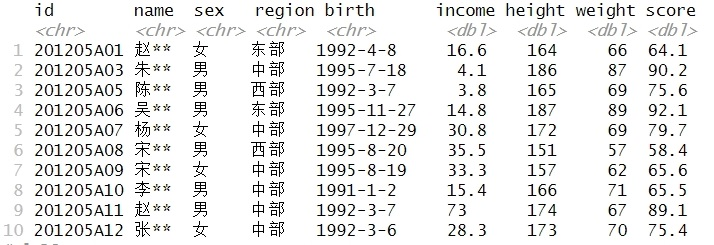 id name sex region birth income height weight score
<chr> <chr> <chr> <chr> <chr> <dbl> <dbl> <dbl> <dbl>
1 201205A01 赵** 女 东部 1992-4-8 16.6 164 66 64.1
2 201205A03 朱** 男 中部 1995-7-18 4.1 186 87 90.2
3 201205A05 陈** 男 西部 1992-3-7 3.8 165 69 75.6
4 201205A06 吴** 男 东部 1995-11-27 14.8 187 89 92.1
5 201205A07 杨** 女 中部 1997-12-29 30.8 172 69 79.7
6 201205A08 宋** 男 西部 1995-8-20 35.5 151 57 58.4
7 201205A09 宋** 女 中部 1995-8-19 33.3 157 62 65.6
8 201205A10 李** 男 中部 1991-1-2 15.4 166 71 65.5
9 201205A11 赵** 男 中部 1992-3-7 73 174 67 89.1
10 201205A12 张** 女 中部 1992-3-6 28.3 173 70 75.4